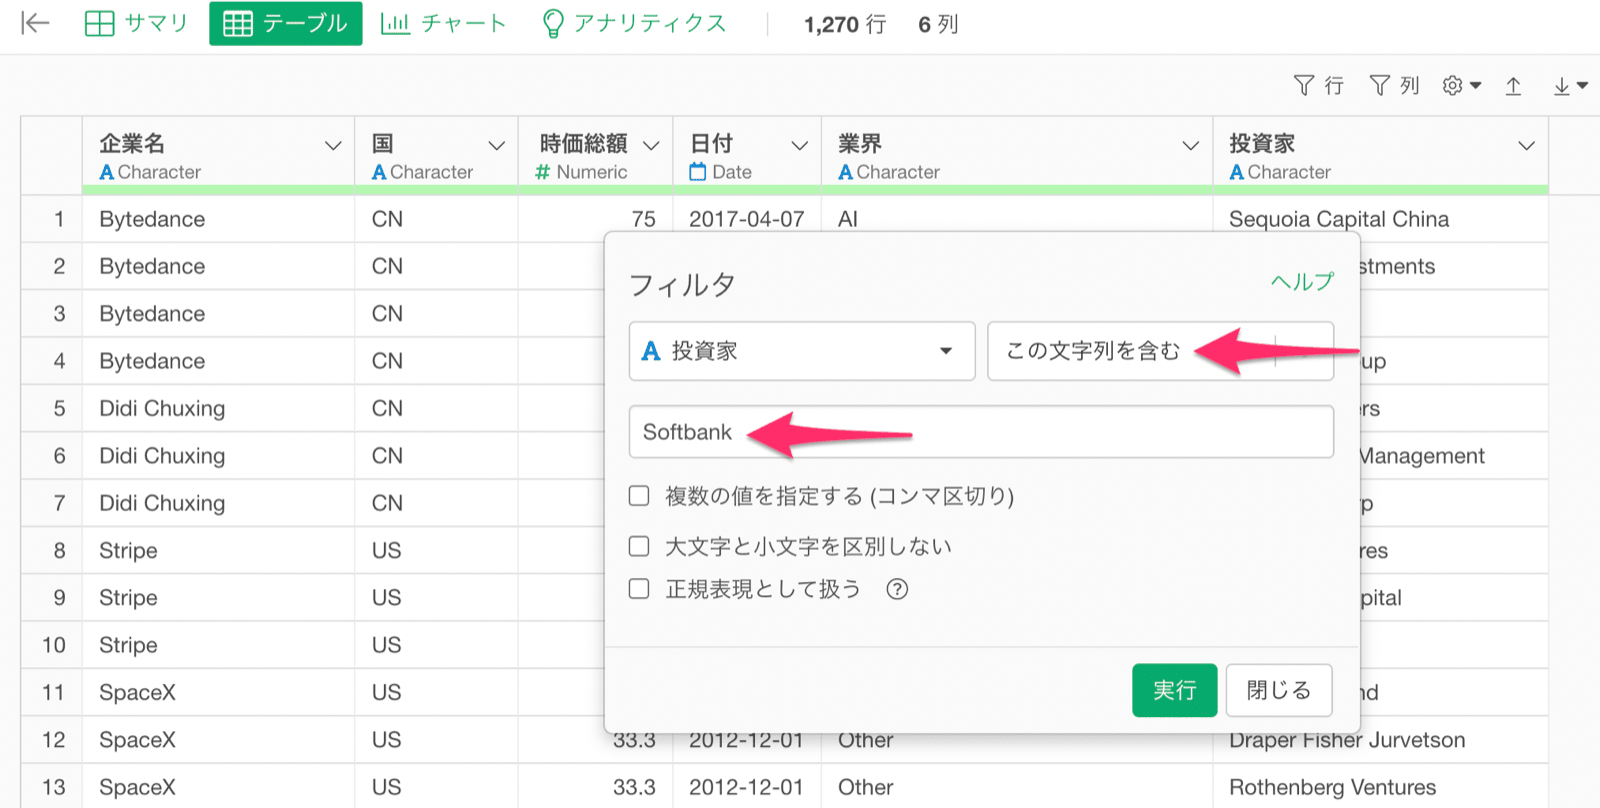 サマリ テーブル チャート アナリティクス 1,270 行 6 列
行 列
企業名 国 時価総額 日付 業界 投資家
A Character A Character # Numeric Date A Character A Character
1 Bytedance CN 75 2017-04-07 AI Sequoia Capital China
2 Bytedance CN stments
3 Bytedance CN
4 Bytedance CN up
5 Didi Chuxing CN ers
6 Didi Chuxing CN Management
7 Didi Chuxing CN p
8 Stripe US res
9 Stripe US pital
10 Stripe US
11 SpaceX US nd
12 SpaceX US 33.3 2012-12-01 Other Draper Fisher Jurvetson
13 SpaceX US 33.3 2012-12-01 Other Rothenberg Ventures
フィルタ ヘルプ
A 投資家 この文字列を含む
Softbank
複数の値を指定する (コンマ区切り)
大文字と小文字を区別しない
正規表現として扱う ?
実行 閉じる